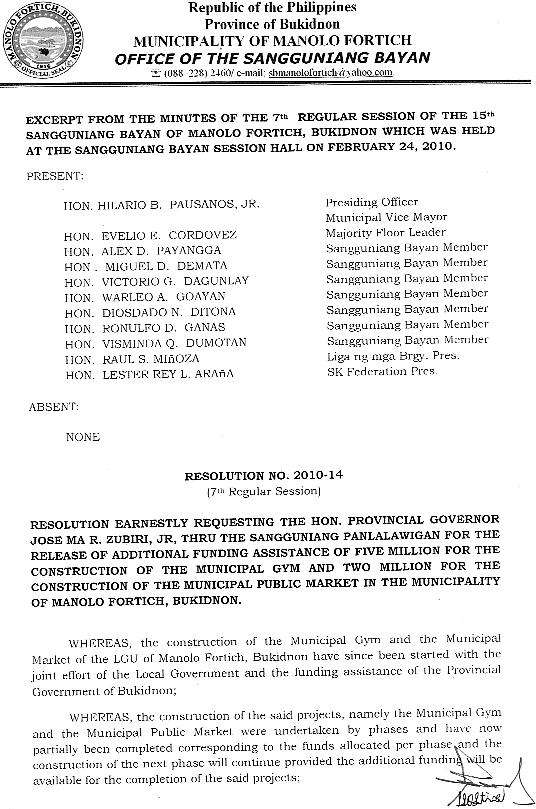 Republic of the Philippines
Province of Bukidnon
MUNICIPALITY OF MANOLO FORTICH
OFFICE OF THE SANGGUNIANG BAYAN
☏ (088-228) 2460/ e-mail: sbmanolofortich@yahoo.com
MANOLO FORTICH, BUKIDNON
OFFICIAL SEAL
EXCERPT FROM THE MINUTES OF THE 7th REGULAR SESSION OF THE 15th
SANGGUNIANG BAYAN OF MANOLO FORTICH, BUKIDNON WHICH WAS HELD
AT THE SANGGUNIANG BAYAN SESSION HALL ON FEBRUARY 24, 2010.
PRESENT:
HON. HILARIO B. PAUSANOS, JR. Presiding Officer
Municipal Vice Mayor
HON. EVELIO E. CORDOVEZ Majority Floor Leader
HON. ALEX D. PAYANGGA Sangguniang Bayan Member
HON . MIGUEL D. DEMATA Sangguniang Bayan Member
HON. VICTORIO G. DAGUNLAY Sangguniang Bayan Member
HON. WARLEO A. GOAYAN Sangguniang Bayan Member
HON. DIOSDADO N. DITONA Sangguniang Bayan Member
HON. RONULFO D. GANAS Sangguniang Bayan Member
HON. VISMINDA Q. DUMOTAN Sangguniang Bayan Member
HON. RAUL S. MIñOZA Liga ng mga Brgy. Pres.
HON. LESTER REY L. ARAñA SK Federation Pres.
ABSENT:
NONE
RESOLUTION NO. 2010-14
(7th Regular Session)
RESOLUTION EARNESTLY REQUESTING THE HON. PROVINCIAL GOVERNOR
JOSE MA R. ZUBIRI, JR, THRU THE SANGGUNIANG PANLALAWIGAN FOR THE
RELEASE OF ADDITIONAL FUNDING ASSISTANCE OF FIVE MILLION FOR THE
CONSTRUCTION OF THE MUNICIPAL GYM AND TWO MILLION FOR THE
CONSTRUCTION OF THE MUNICIPAL PUBLIC MARKET IN THE MUNICIPALITY
OF MANOLO FORTICH, BUKIDNON.
WHEREAS, the construction of the Municipal Gym and the Municipal
Market of the LGU of Manolo Fortich, Bukidnon have since been started with the
joint effort of the Local Government and the funding assistance of the Provincial
Government of Bukidnon;
WHEREAS, the construction of the said projects, namely the Municipal Gym
and the Municipal Public Market were undertaken by phases and have now
partially been completed corresponding to the funds allocated per phase and the
construction of the next phase will continue provided the additional funding will be
available for the completion of the said projects;